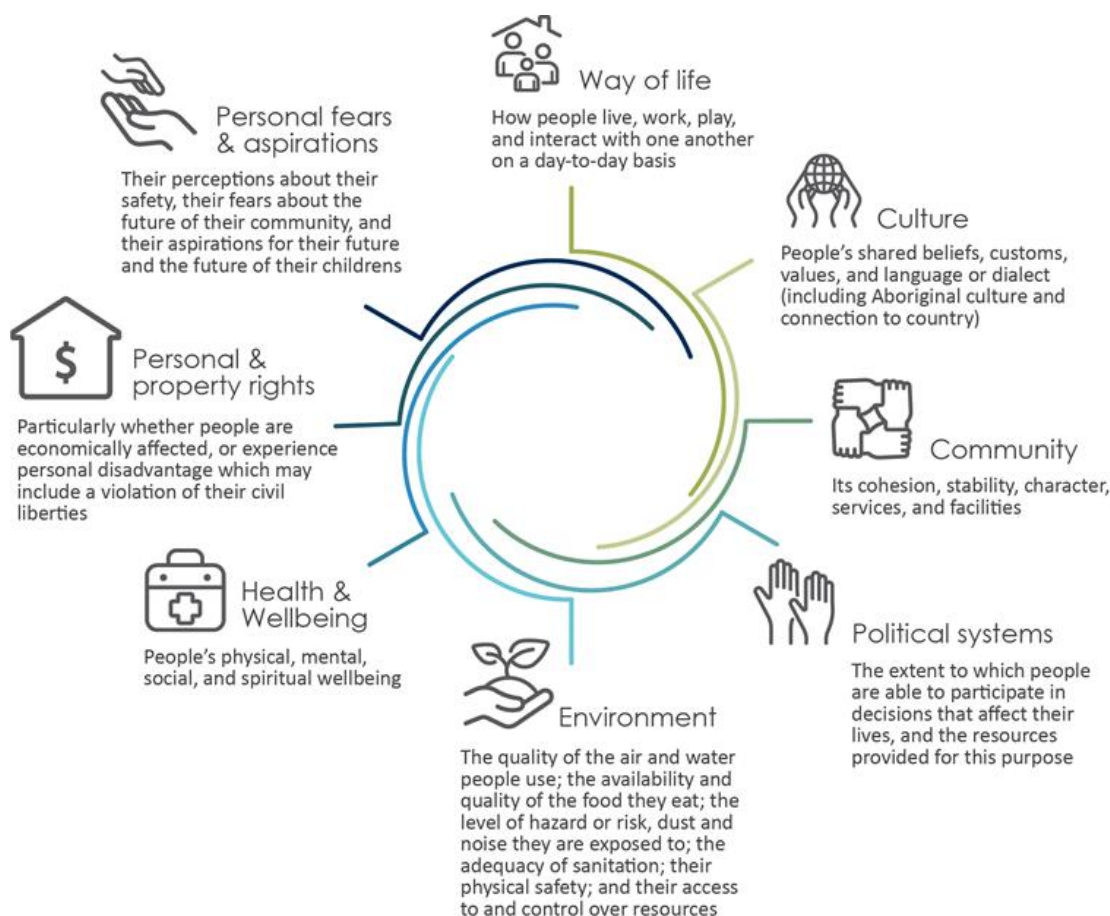 Way of life
How people live, work, play,
and interact with one another
on a day-to-day basis
Culture
People's shared beliefs, customs,
values, and language or dialect
(including Aboriginal culture and
connection to country)
Community
Its cohesion, stability, character,
services, and facilities
Political systems
The extent to which people
are able to participate in
decisions that affect their
lives, and the resources
provided for this purpose
Environment
The quality of the air and water
people use; the availability and
quality of the food they eat; the
level of hazard or risk, dust and
noise they are exposed to; the
adequacy of sanitation; their
physical safety; and their access
to and control over resources
Health &
Wellbeing
People's physical, mental,
social, and spiritual wellbeing
$
Personal &
property rights
Particularly whether people are
economically affected, or experience
personal disadvantage which may
include a violation of their civil
liberties
Personal fears
& aspirations
Their perceptions about their
safety, their fears about the
future of their community, and
their aspirations for their future
and the future of their childrens